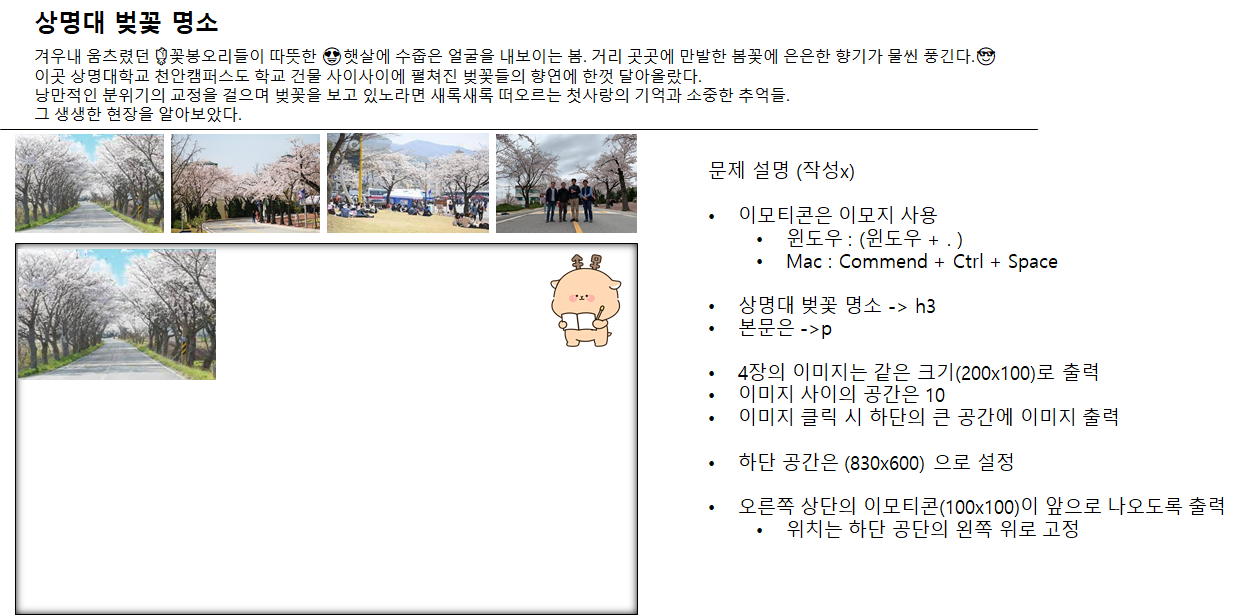 상명대 벚꽃 명소
겨우내 움츠렸던 꽃봉오리들이 따뜻한 😍햇살에 수줍은 얼굴을 내보이는 봄. 거리 곳곳에 만발한 봄꽃에 은은한 향기가 물씬 풍긴다.😎
이곳 상명대학교 천안캠퍼스도 학교 건물 사이사이에 펼쳐진 벚꽃들의 향연에 한껏 달아올랐다.
낭만적인 분위기의 교정을 걸으며 벚꽃을 보고 있노라면 새록새록 떠오르는 첫사랑의 기억과 소중한 추억들.
그 생생한 현장을 알아보았다.
문제 설명 (작성x)
• 이모티콘은 이모지 사용
• 윈도우 : (윈도우 + . )
• Mac : Commend + Ctrl + Space
• 상명대 벚꽃 명소 -> h3
• 본문은 ->p
• 4장의 이미지는 같은 크기(200x100)로 출력
• 이미지 사이의 공간은 10
• 이미지 클릭 시 하단의 큰 공간에 이미지 출력
• 하단 공간은 (830x600) 으로 설정
• 오른쪽 상단의 이모티콘(100x100)이 앞으로 나오도록 출력
• 위치는 하단 공단의 왼쪽 위로 고정